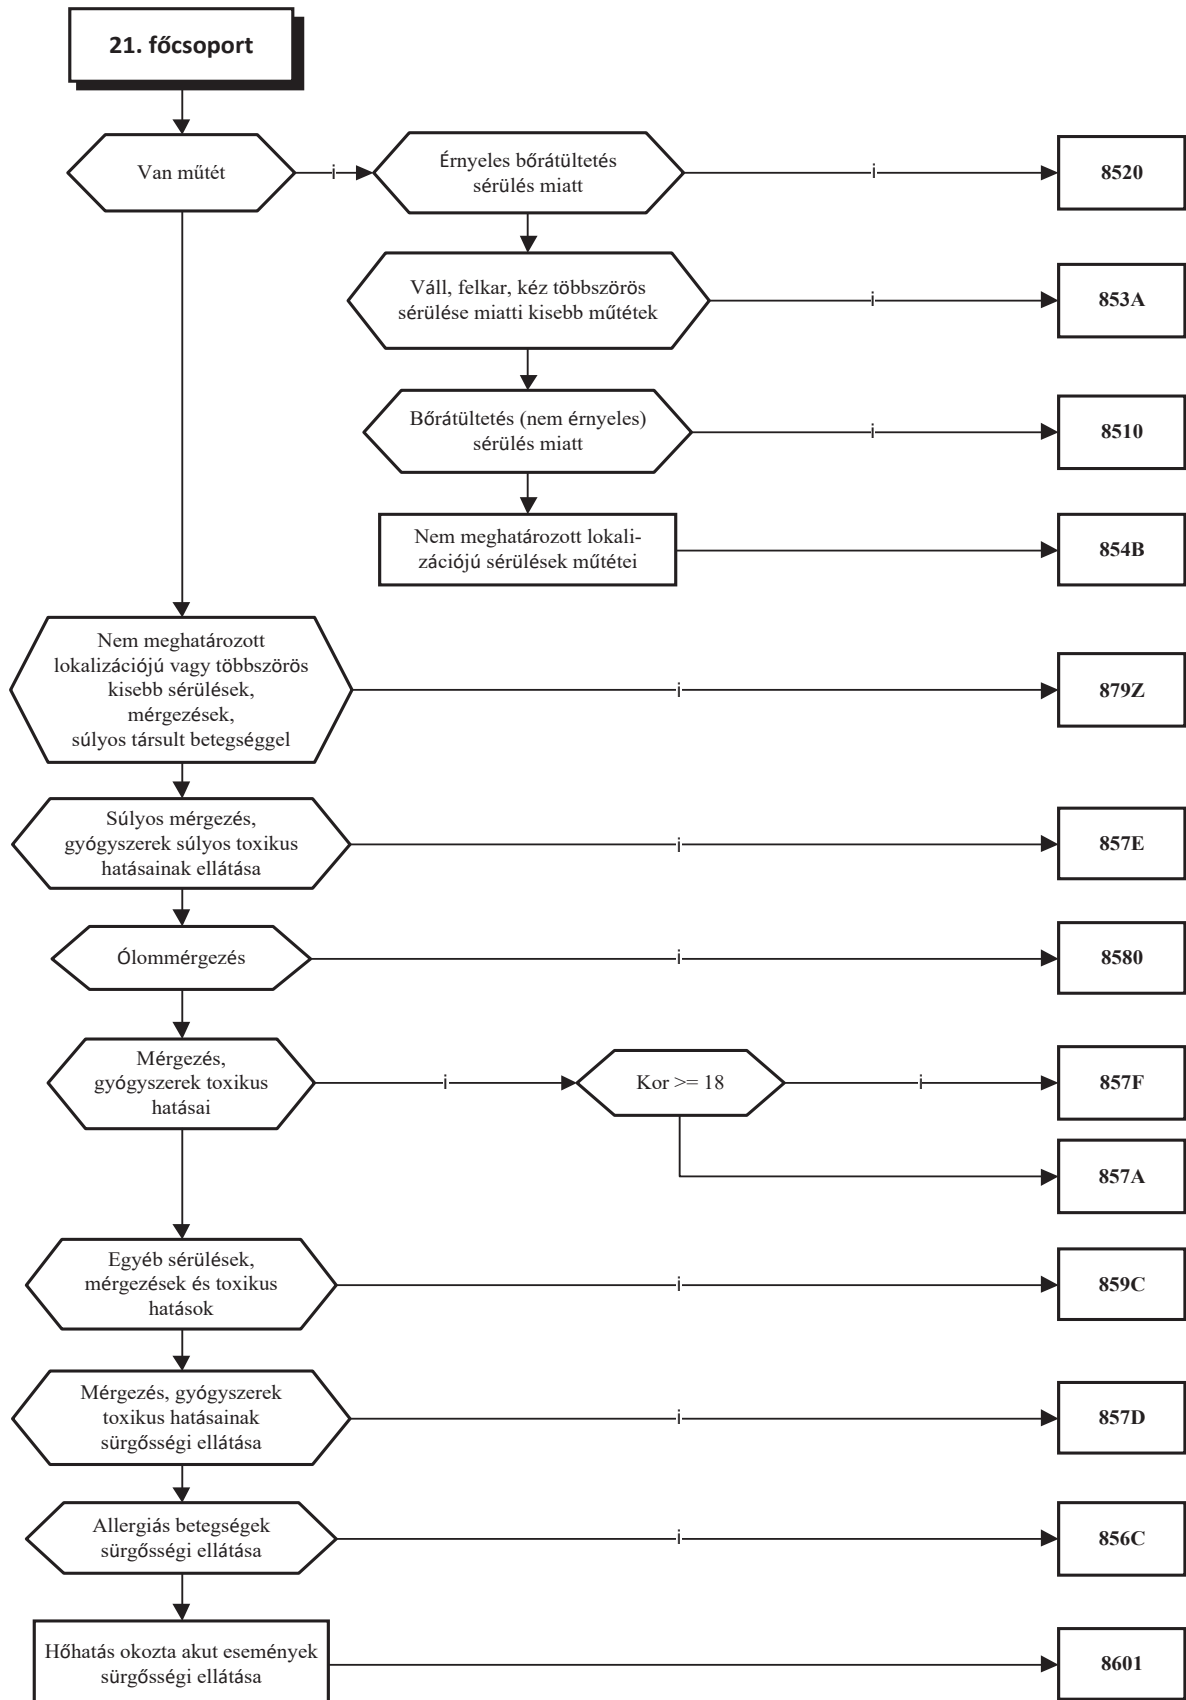 21. főcsoport
Van műtét
i
Érnyeles bőrátültetés
sérülés miatt
i
8520
Váll, felkar, kéz többszörös
sérülése miatti kisebb műtétek
i
853A
Bőrátültetés (nem érnyeles)
sérülés miatt
i
8510
Nem meghatározott lokali-
zációjú sérülések műtétei
854B
Nem meghatározott
lokalizációjú vagy többszörös
kisebb sérülések,
mérgezések,
súlyos társult betegséggel
i
879Z
Súlyos mérgezés,
gyógyszerek súlyos toxikus
hatásainak ellátása
i
857E
Ólommérgezés
i
8580
Mérgezés,
gyógyszerek toxikus
hatásai
i
Kor >= 18
i
857F
857A
Egyéb sérülések,
mérgezések és toxikus
hatások
i
859C
Mérgezés, gyógyszerek
toxikus hatásainak
sürgősségi ellátása
i
857D
Allergiás betegségek
sürgősségi ellátása
i
856C
Hőhatás okozta akut események
sürgősségi ellátása
8601